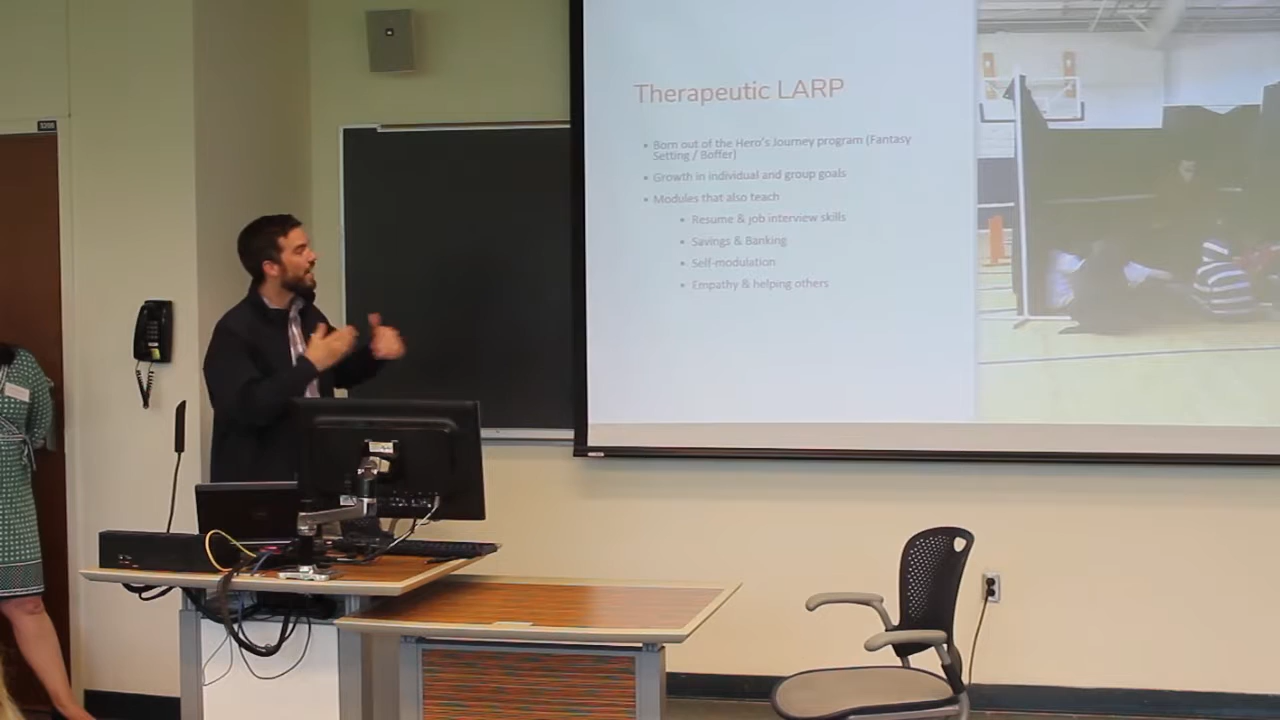 Therapeutic LARP
▪ Born out of the Hero's Journey program (Fantasy
Setting / Boffer)
▪ Growth in individual and group goals
▪ Modules that also teach
▪ Resume & job interview skills
▪ Savings & Banking
▪ Self-modulation
▪ Empathy & helping others